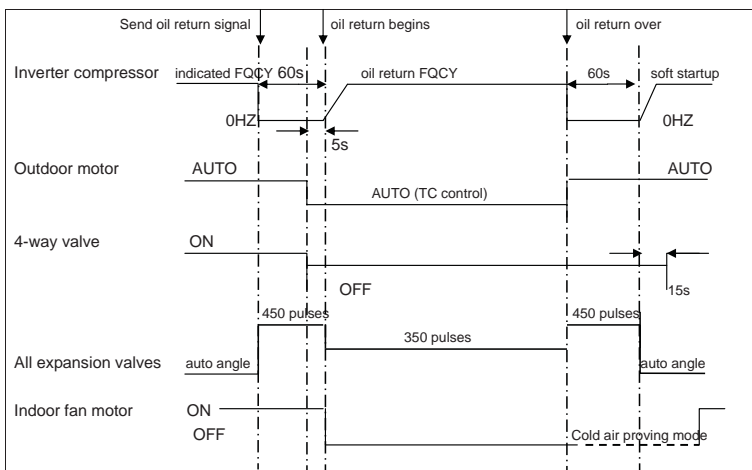 Send oil return signal oil return begins oil return over
Inverter compressor indicated FQCY 60s oil return FQCY 60s soft startup
0HZ 0HZ
5s
Outdoor motor AUTO AUTO
AUTO (TC control)
4-way valve ON
OFF 15s
450 pulses 450 pulses
350 pulses
All expansion valves auto angle auto angle
Indoor fan motor ON
OFF Cold air proving mode